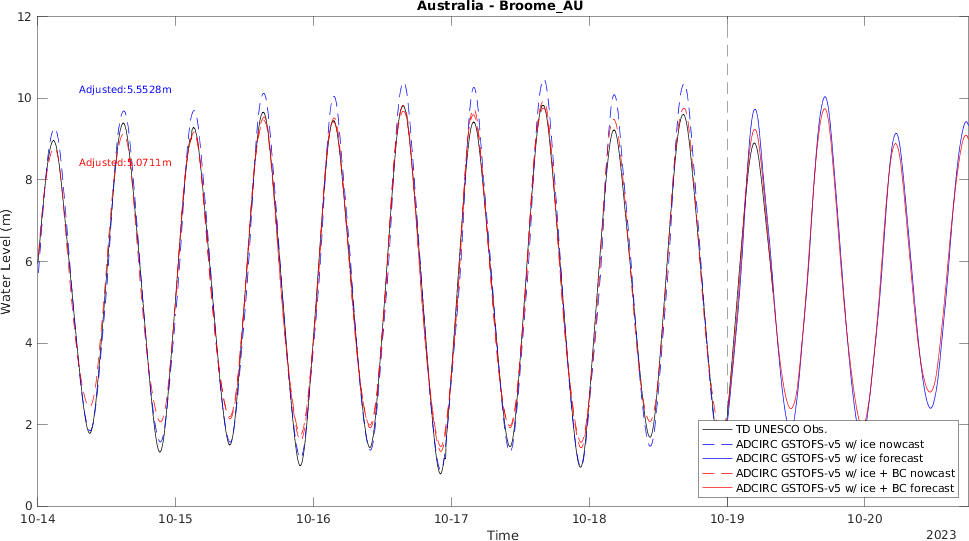 Australia - Broome_AU
Water Level (m)
12
10
8
6
4
2
0
Adjusted:5.5528m
Adjusted:5.0711m
TD UNESCO Obs.
ADCIRC GSTOFS-v5 w/ ice nowcast
ADCIRC GSTOFS-v5 w/ ice forecast
ADCIRC GSTOFS-v5 w/ ice + BC nowcast
ADCIRC GSTOFS-v5 w/ ice + BC forecast
10-14 10-15 10-16 10-17 10-18 10-19 10-20
Time
2023